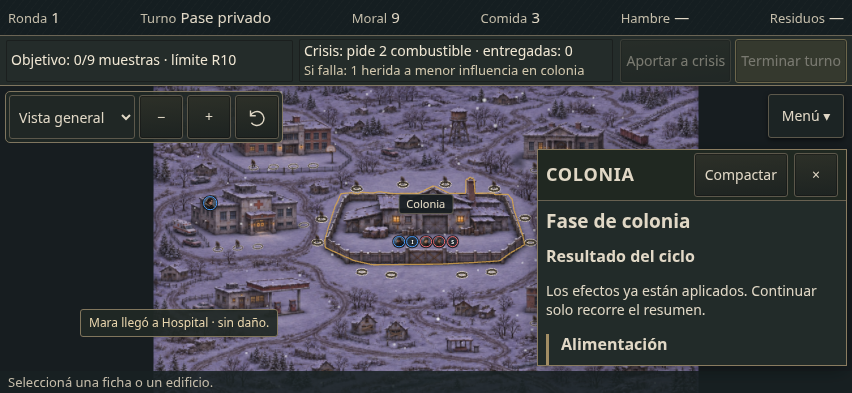 Ronda 1 Turno Pase privado Moral 9 Comida 3 Hambre — Residuos —
Objetivo: 0/9 muestras · límite R10
Crisis: pide 2 combustible · entregadas: 0
Si falla: 1 herida a menor influencia en colonia
Aportar a crisis
Terminar turno
Vista general
−
+
Menú ▾
COLONIA
Compactar
×
Colonia
Fase de colonia
Resultado del ciclo
Los efectos ya están aplicados. Continuar
solo recorre el resumen.
Alimentación
Mara llegó a Hospital · sin daño.
Seleccioná una ficha o un edificio.